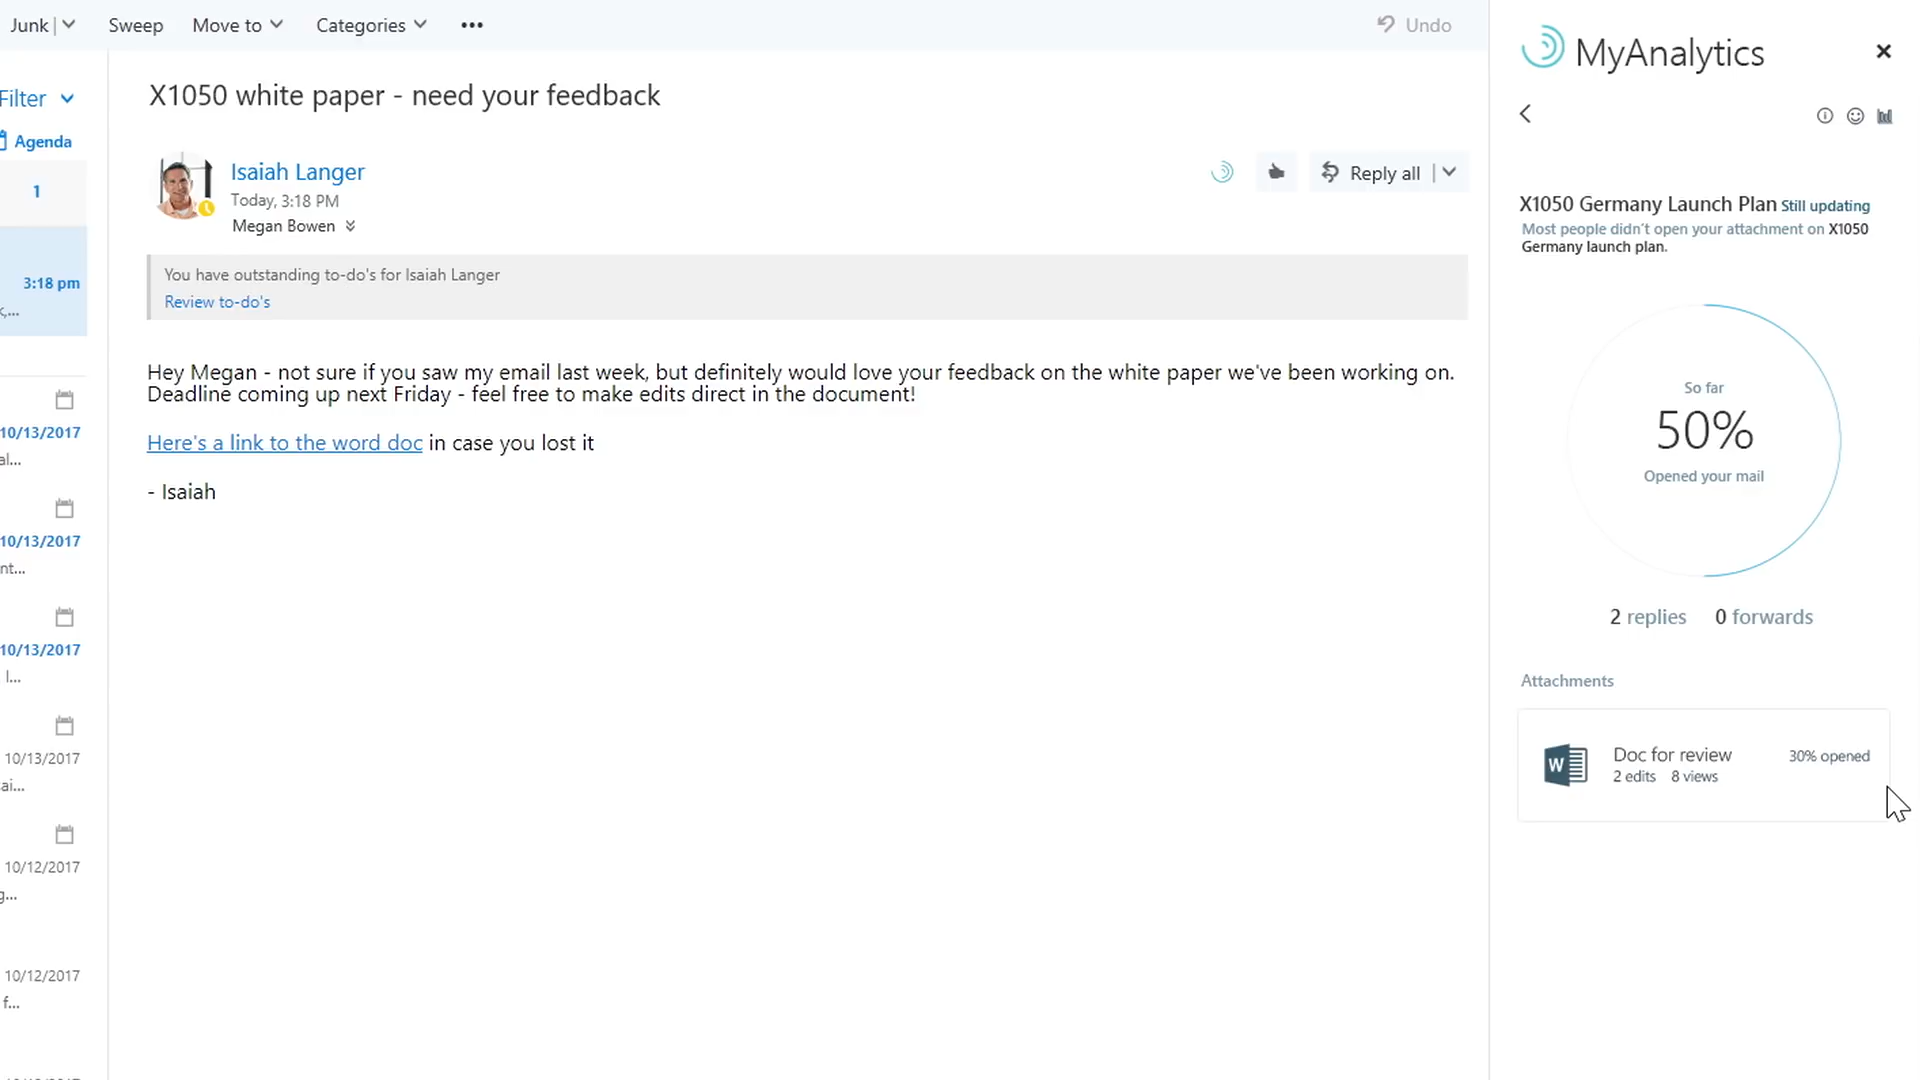 Junk
Sweep
Move to
Categories
Undo
Filter
Agenda
1
3:18 pm
10/13/2017
al...
10/13/2017
nt...
10/13/2017
l...
10/13/2017
ai...
10/12/2017
g...
10/12/2017
f...
X1050 white paper - need your feedback
Isaiah Langer
Today, 3:18 PM
Megan Bowen
Reply all
You have outstanding to-do's for Isaiah Langer
Review to-do's
Hey Megan - not sure if you saw my email last week, but definitely would love your feedback on the white paper we've been working on.
Deadline coming up next Friday - feel free to make edits direct in the document!
Here's a link to the word doc in case you lost it
- Isaiah
MyAnalytics
X1050 Germany Launch Plan Still updating
Most people didn't open your attachment on X1050
Germany launch plan.
So far
50%
Opened your mail
2 replies 0 forwards
Attachments
W
Doc for review 30% opened
2 edits 8 views